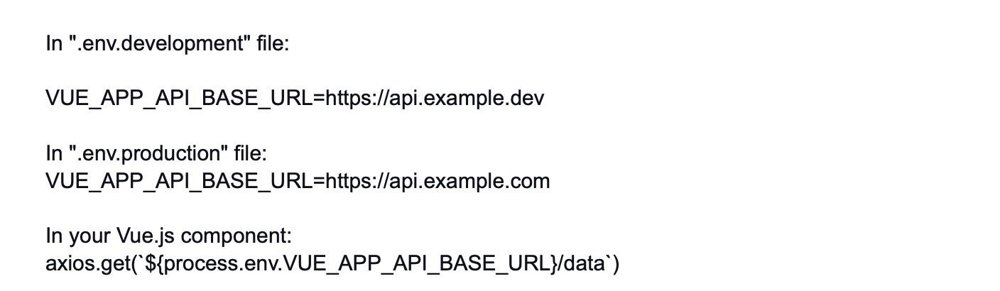 In ".env.development" file:
VUE_APP_API_BASE_URL=https://api.example.dev
In ".env.production" file:
VUE_APP_API_BASE_URL=https://api.example.com
In your Vue.js component:
axios.get(`${process.env.VUE_APP_API_BASE_URL}/data`)